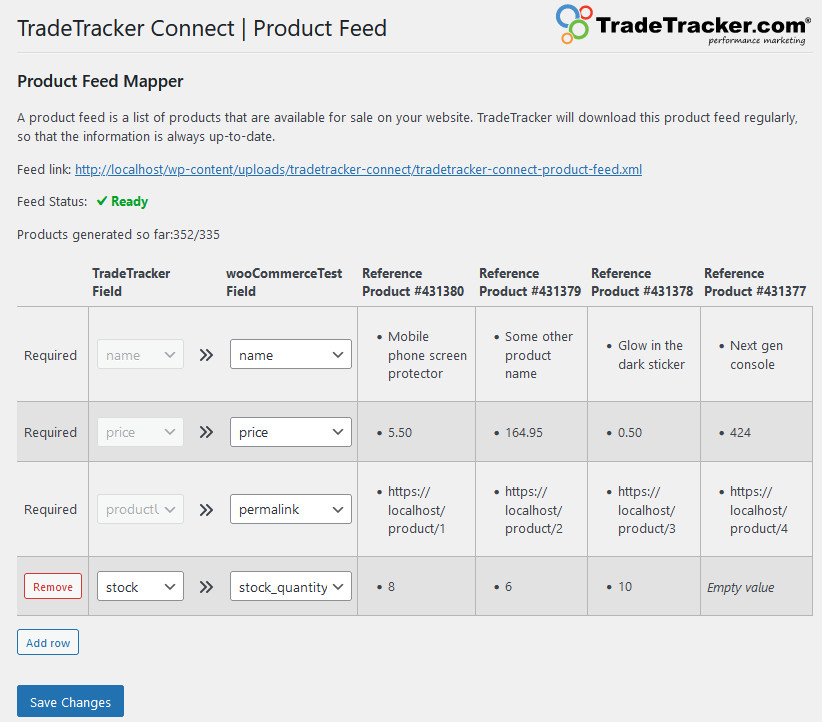 TradeTracker Connect | Product Feed
TradeTracker.com®
performance marketing
Product Feed Mapper
A product feed is a list of products that are available for sale on your website. TradeTracker will download this product feed regularly,
so that the information is always up-to-date.
Feed link: http://localhost/wp-content/uploads/tradetracker-connect/tradetracker-connect-product-feed.xml
Feed Status: ✔ Ready
Products generated so far:352/335
TradeTracker
Field
wooCommerceTest
Field
Reference
Product #431380
Reference
Product #431379
Reference
Product #431378
Reference
Product #431377
Required
name
»
name
• Mobile
phone screen
protector
• Some other
product
name
• Glow in the
dark sticker
• Next gen
console
Required
price
»
price
• 5.50
• 164.95
• 0.50
• 424
Required
productU
»
permalink
• https://
localhost/
product/1
• https://
localhost/
product/2
• https://
localhost/
product/3
• https://
localhost/
product/4
Remove
stock
»
stock_quantity
• 8
• 6
• 10
Empty value
Add row
Save Changes